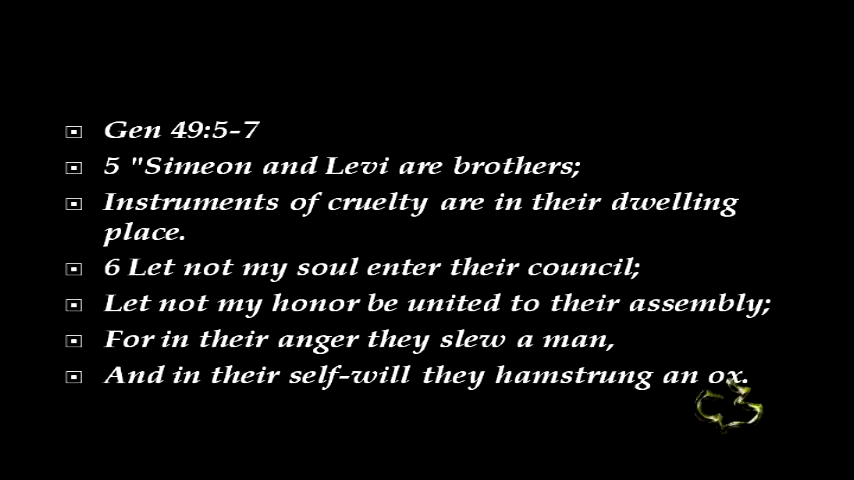 Gen 49:5-7
5 "Simeon and Levi are brothers;
Instruments of cruelty are in their dwelling
place.
6 Let not my soul enter their council;
Let not my honor be united to their assembly;
For in their anger they slew a man,
And in their self-will they hamstrung an ox.